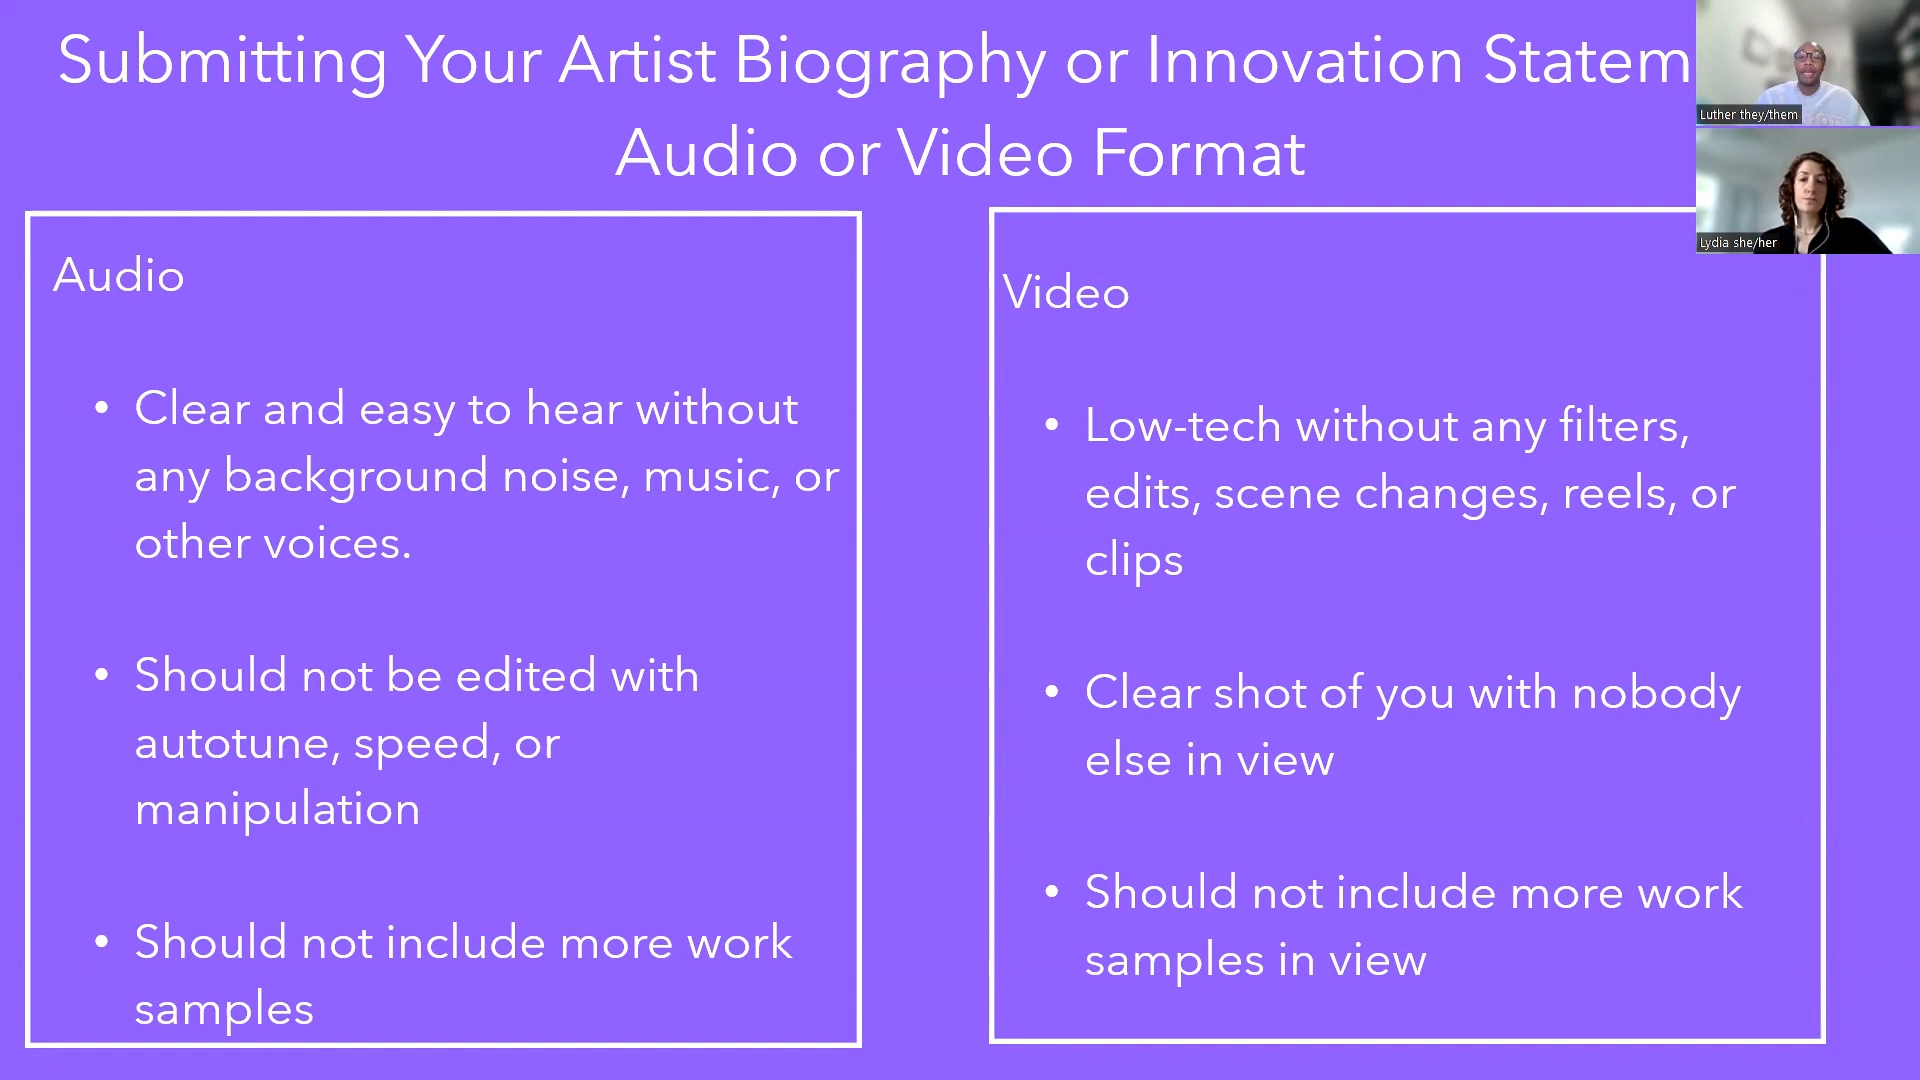 Submitting Your Artist Biography or Innovation Statem
Audio or Video Format
Audio
• Clear and easy to hear without
any background noise, music, or
other voices.
• Should not be edited with
autotune, speed, or
manipulation
• Should not include more work
samples
Video
• Low-tech without any filters,
edits, scene changes, reels, or
clips
• Clear shot of you with nobody
else in view
• Should not include more work
samples in view
Luther they/them
Lydia she/her